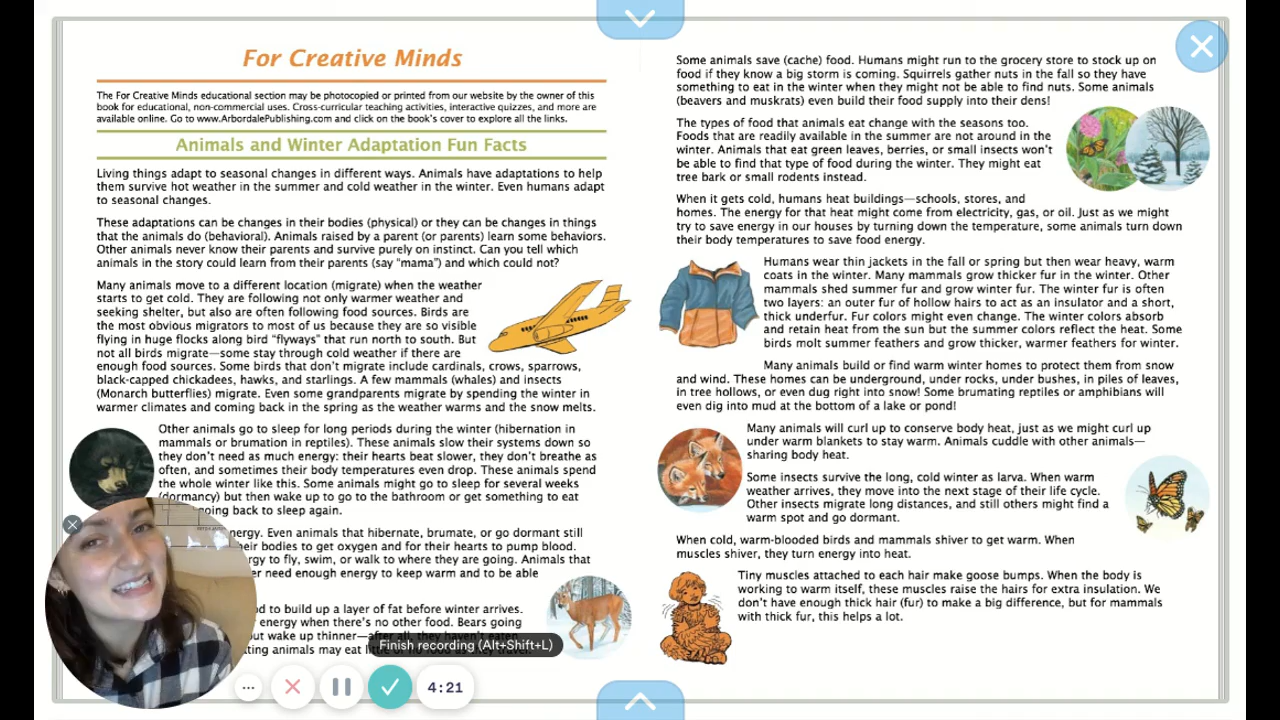 For Creative Minds
The For Creative Minds educational section may be photocopied or printed from our website by the owner of this
book for educational, non-commercial uses. Cross-curricular teaching activities, interactive quizzes, and more are
available online. Go to www.ArbordalePublishing.com and click on the book's cover to explore all the links.
Animals and Winter Adaptation Fun Facts
Living things adapt to seasonal changes in different ways. Animals have adaptations to help
them survive hot weather in the summer and cold weather in the winter. Even humans adapt
to seasonal changes.
These adaptations can be changes in their bodies (physical) or they can be changes in things
that the animals do (behavioral). Animals raised by a parent (or parents) learn some behaviors.
Other animals never know their parents and survive purely on instinct. Can you tell which
animals in the story could learn from their parents (say "mama") and which could not?
Many animals move to a different location (migrate) when the weather
starts to get cold. They are following not only warmer weather and
seeking shelter, but also are often following food sources. Birds are
the most obvious migrators to most of us because they are so visible
flying in huge flocks along bird "flyways" that run north to south. But
not all birds migrate—some stay through cold weather if there are
enough food sources. Some birds that don't migrate include cardinals, crows, sparrows,
black-capped chickadees, hawks, and starlings. A few mammals (whales) and insects
(Monarch butterflies) migrate. Even some grandparents migrate by spending the winter in
warmer climates and coming back in the spring as the weather warms and the snow melts.
Other animals go to sleep for long periods during the winter (hibernation in
mammals or brumation in reptiles). These animals slow their systems down so
they don't need as much energy: their hearts beat slower, they don't breathe as
often, and sometimes their body temperatures even drop. These animals spend
the whole winter like this. Some animals might go to sleep for several weeks
(dormancy) but then wake up to go to the bathroom or get something to eat
going back to sleep again.
energy. Even animals that hibernate, brumate, or go dormant still
their bodies to get oxygen and for their hearts to pump blood.
to fly, swim, or walk to where they are going. Animals that
need enough energy to keep warm and to be able
to build up a layer of fat before winter arrives.
energy when there's no other food. Bears going
but wake up thinner—after all, they haven't eaten
animals may eat little or no food as they travel.
Finish recording (Alt+Shift+L)
4:21
Some animals save (cache) food. Humans might run to the grocery store to stock up on
food if they know a big storm is coming. Squirrels gather nuts in the fall so they have
something to eat in the winter when they might not be able to find nuts. Some animals
(beavers and muskrats) even build their food supply into their dens!
The types of food that animals eat change with the seasons too.
Foods that are readily available in the summer are not around in the
winter. Animals that eat green leaves, berries, or small insects won't
be able to find that type of food during the winter. They might eat
tree bark or small rodents instead.
When it gets cold, humans heat buildings—schools, stores, and
homes. The energy for that heat might come from electricity, gas, or oil. Just as we might
try to save energy in our houses by turning down the temperature, some animals turn down
their body temperatures to save food energy.
Humans wear thin jackets in the fall or spring but then wear heavy, warm
coats in the winter. Many mammals grow thicker fur in the winter. Other
mammals shed summer fur and grow winter fur. The winter fur is often
two layers: an outer fur of hollow hairs to act as an insulator and a short,
thick underfur. Fur colors might even change. The winter colors absorb
and retain heat from the sun but the summer colors reflect the heat. Some
birds molt summer feathers and grow thicker, warmer feathers for winter.
Many animals build or find warm winter homes to protect them from snow
and wind. These homes can be underground, under rocks, under bushes, in piles of leaves,
in tree hollows, or even dug right into snow! Some brumating reptiles or amphibians will
even dig into mud at the bottom of a lake or pond!
Many animals will curl up to conserve body heat, just as we might curl up
under warm blankets to stay warm. Animals cuddle with other animals—
sharing body heat.
Some insects survive the long, cold winter as larva. When warm
weather arrives, they move into the next stage of their life cycle.
Other insects migrate long distances, and still others might find a
warm spot and go dormant.
When cold, warm-blooded birds and mammals shiver to get warm. When
muscles shiver, they turn energy into heat.
Tiny muscles attached to each hair make goose bumps. When the body is
working to warm itself, these muscles raise the hairs for extra insulation. We
don't have enough thick hair (fur) to make a big difference, but for mammals
with thick fur, this helps a lot.